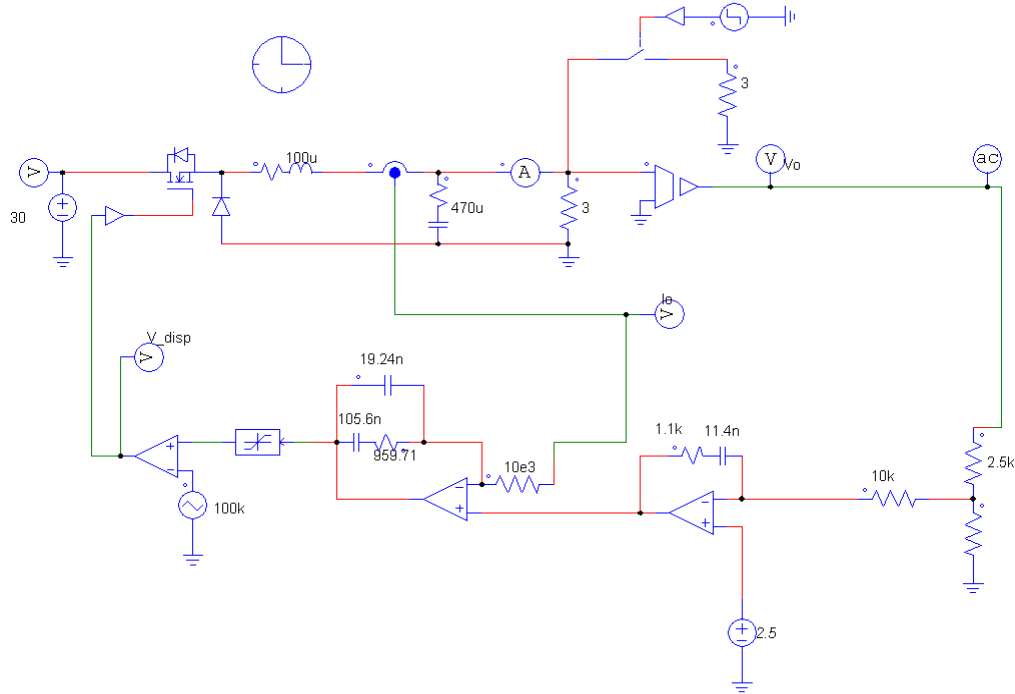 3
100u
V
V
Vo
ac
A
470u
3
30
Io
V
V_disp
V
19.24n
105.6n
959.71
1.1k
11.4n
2.5k
10e3
10k
100k
2.5